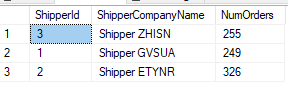 ShipperId ShipperCompanyName NumOrders
1 3 Shipper ZHISN 255
2 1 Shipper GVSUA 249
3 2 Shipper ETYNR 326